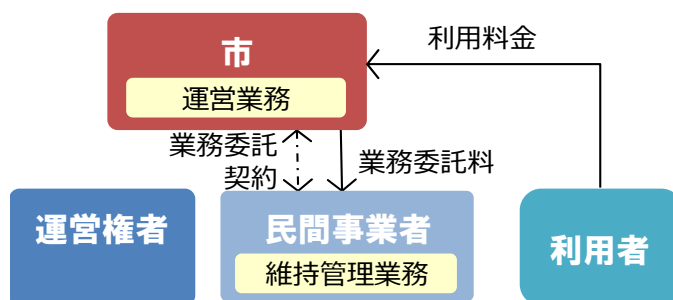 市
利用料金
運営業務
業務委託
契約
業務委託料
運営権者
民間事業者
利用者
維持管理業務